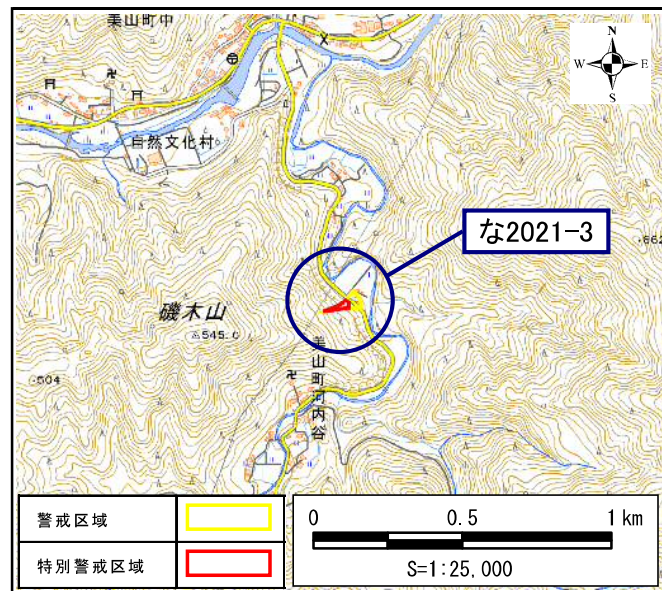 美山町中
N
W E
S
自然文化村
な2021-3
・662
磯木山
△545.0
・504
美山町河内谷
警戒区域
特別警戒区域
0 0.5 1 km
S=1:25,000